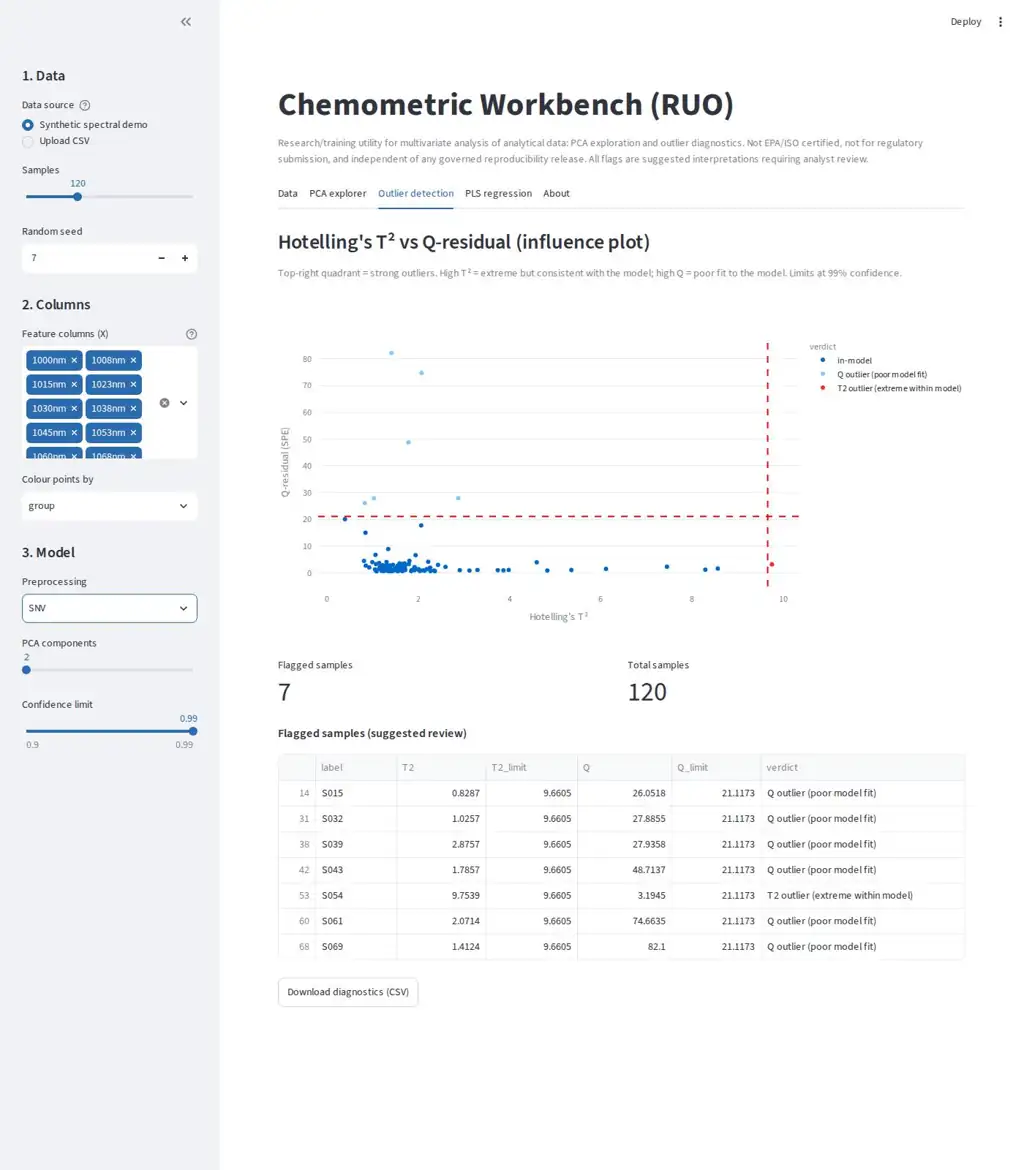 Deploy
1. Data
Data source
Synthetic spectral demo
Upload CSV
Samples
120
Random seed
7
2. Columns
Feature columns (X)
1000nm 1008nm
1015nm 1023nm
1030nm 1038nm
1045nm 1053nm
1060nm 1068nm
Colour points by
group
3. Model
Preprocessing
SNV
PCA components
2
Confidence limit
0.99
0.9 0.99
Chemometric Workbench (RUO)
Research/training utility for multivariate analysis of analytical data: PCA exploration and outlier diagnostics. Not EPA/ISO certified, not for regulatory
submission, and independent of any governed reproducibility release. All flags are suggested interpretations requiring analyst review.
Data PCA explorer Outlier detection PLS regression About
Hotelling's T² vs Q-residual (influence plot)
Top-right quadrant = strong outliers. High T² = extreme but consistent with the model; high Q = poor fit to the model. Limits at 99% confidence.
verdict
in-model
Q outlier (poor model fit)
T2 outlier (extreme within model)
Q-residual (SPE)
80
70
60
50
40
30
20
10
0
0 2 4 6 8 10
Hotelling's T²
Flagged samples Total samples
7 120
Flagged samples (suggested review)
label T2 T2_limit Q Q_limit verdict
14 S015 0.8287 9.6605 26.0518 21.1173 Q outlier (poor model fit)
31 S032 1.0257 9.6605 27.8855 21.1173 Q outlier (poor model fit)
38 S039 2.8757 9.6605 27.9358 21.1173 Q outlier (poor model fit)
42 S043 1.7857 9.6605 48.7137 21.1173 Q outlier (poor model fit)
53 S054 9.7539 9.6605 3.1945 21.1173 T2 outlier (extreme within model)
60 S061 2.0714 9.6605 74.6635 21.1173 Q outlier (poor model fit)
68 S069 1.4124 9.6605 82.1 21.1173 Q outlier (poor model fit)
Download diagnostics (CSV)